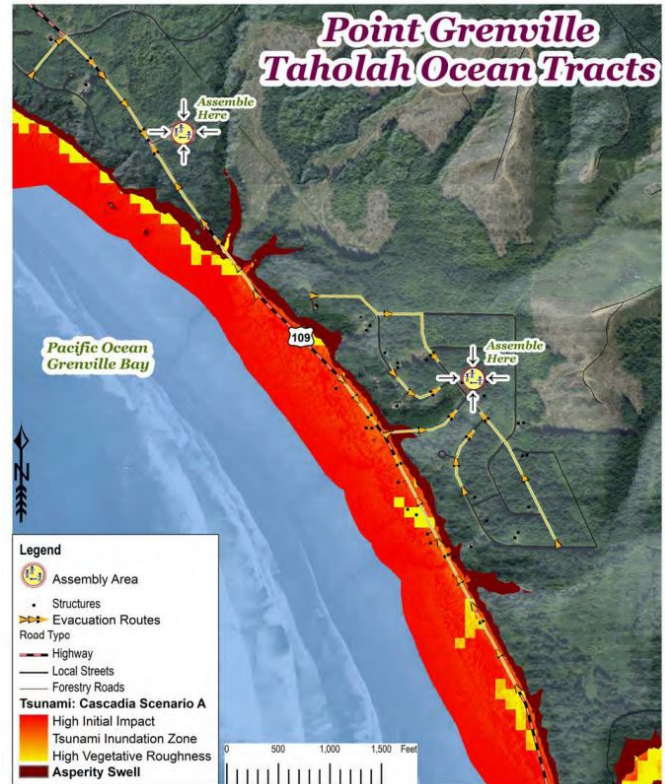 Point Grenville
Taholah Ocean Tracts
Assemble
Here
109
Assemble
Here
Pacific Ocean
Grenville Bay
N
Legend
Assembly Area
Structures
Evacuation Routes
Road Type
Highway
Local Streets
Forestry Roads
Tsunami: Cascadia Scenario A
High Initial Impact
Tsunami Inundation Zone
High Vegetative Roughness
Asperity Swell
0 500 1,000 1,500 Feet